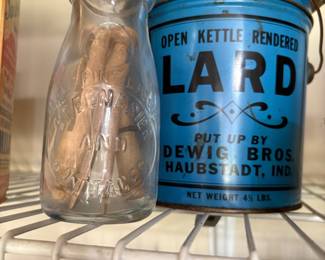 OPEN KETTLE RENDERED
LARD
PUT UP BY
DEWIG BROS.
HAUBSTADT, IND.
NET WEIGHT 4½ LBS.
AND